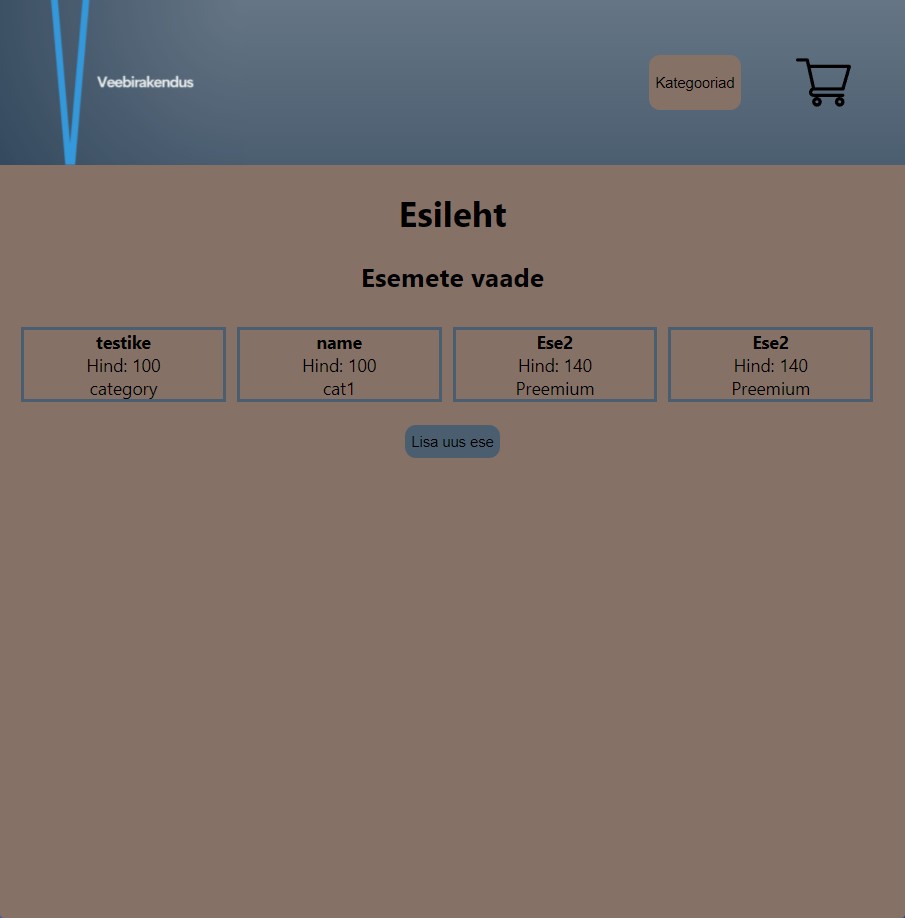 Veebirakendus
Kategooriad
Esileht
Esemete vaade
testike
Hind: 100
category
name
Hind: 100
cat1
Ese2
Hind: 140
Preemium
Ese2
Hind: 140
Preemium
Lisa uus ese